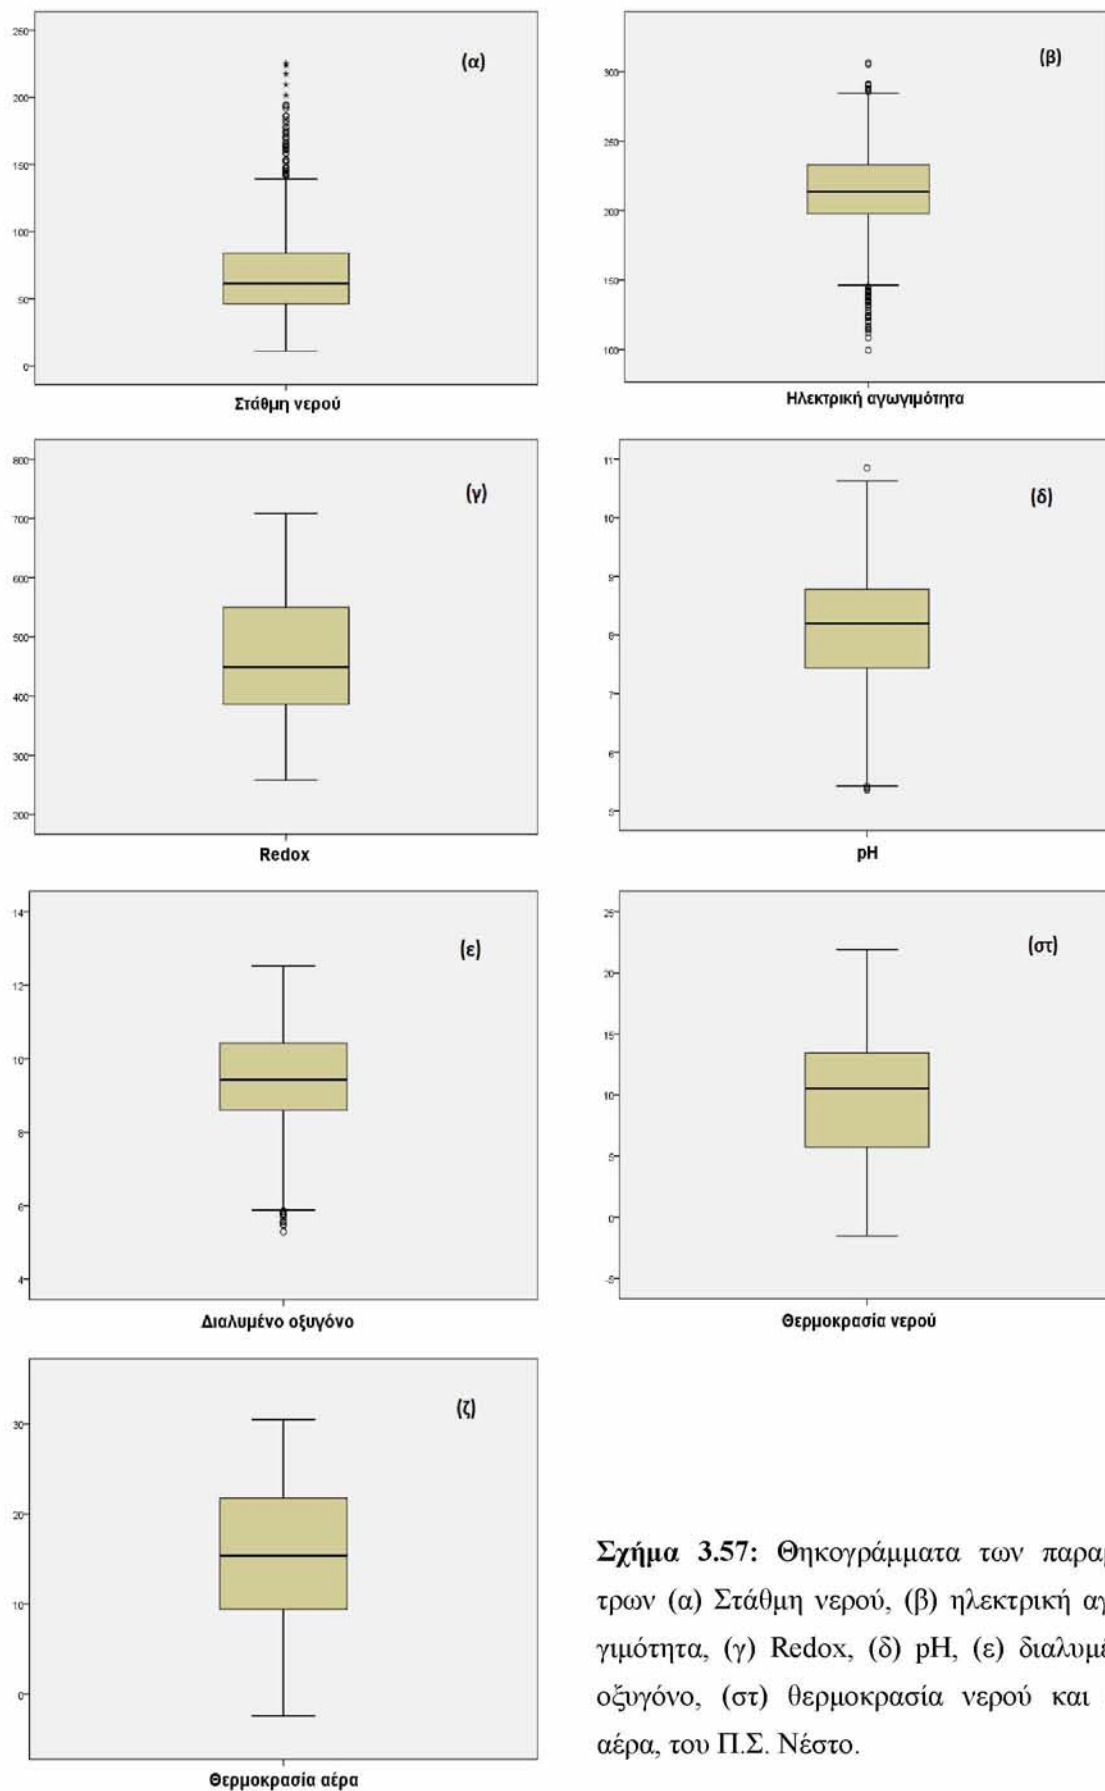 250
200
150
100
50
0
(α)
Στάθμη νερού
300
250
200
150
100
(β)
Ηλεκτρική αγωγιμότητα
800
700
600
500
400
300
200
(γ)
Redox
11
10
9
8
7
6
5
(δ)
pH
14
12
10
8
6
4
(ε)
Διαλυμένο οξυγόνο
25
20
15
10
5
0
-5
(στ)
Θερμοκρασία νερού
30
20
10
0
(ζ)
Θερμοκρασία αέρα
Σχήμα 3.57: Θηκογράμματα των παραμ
τρων (α) Στάθμη νερού, (β) ηλεκτρική αγ
γιμότητα, (γ) Redox, (δ) pH, (ε) διαλυμέ
οξυγόνο, (στ) θερμοκρασία νερού και
αέρα, του Π.Σ. Νέστο.